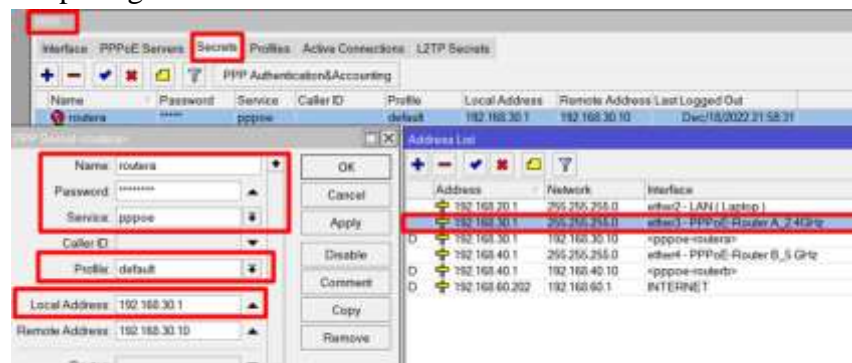 Interface PPPoE Servers Secrets Profiles Active Connections L2TP Secrets
PPP Authentication&Accounting
Name Password Service Caller ID Profile Local Address Remote Address Last Logged Out
routera ***** pppoe default 192.168.30.1 192.168.30.10 Dec/18/2022 21:58:31
Name: routera
Password: ********
Service: pppoe
Caller ID:
Profile: default
Local Address: 192.168.30.1
Remote Address: 192.168.30.10
OK
Cancel
Apply
Disable
Comment
Copy
Remove
Address List
Address Network Interface
192.168.20.1 255.255.255.0 ether2 - LAN ( Laptop )
192.168.30.1 255.255.255.0 ether3 - PPPoE-Router A_2.4GHz
D 192.168.30.1 192.168.30.10 <pppoe-routera>
192.168.40.1 255.255.255.0 ether4 - PPPoE-Router B_5 GHz
D 192.168.40.1 192.168.40.10 <pppoe-routerb>
D 192.168.60.202 192.168.60.1 INTERNET